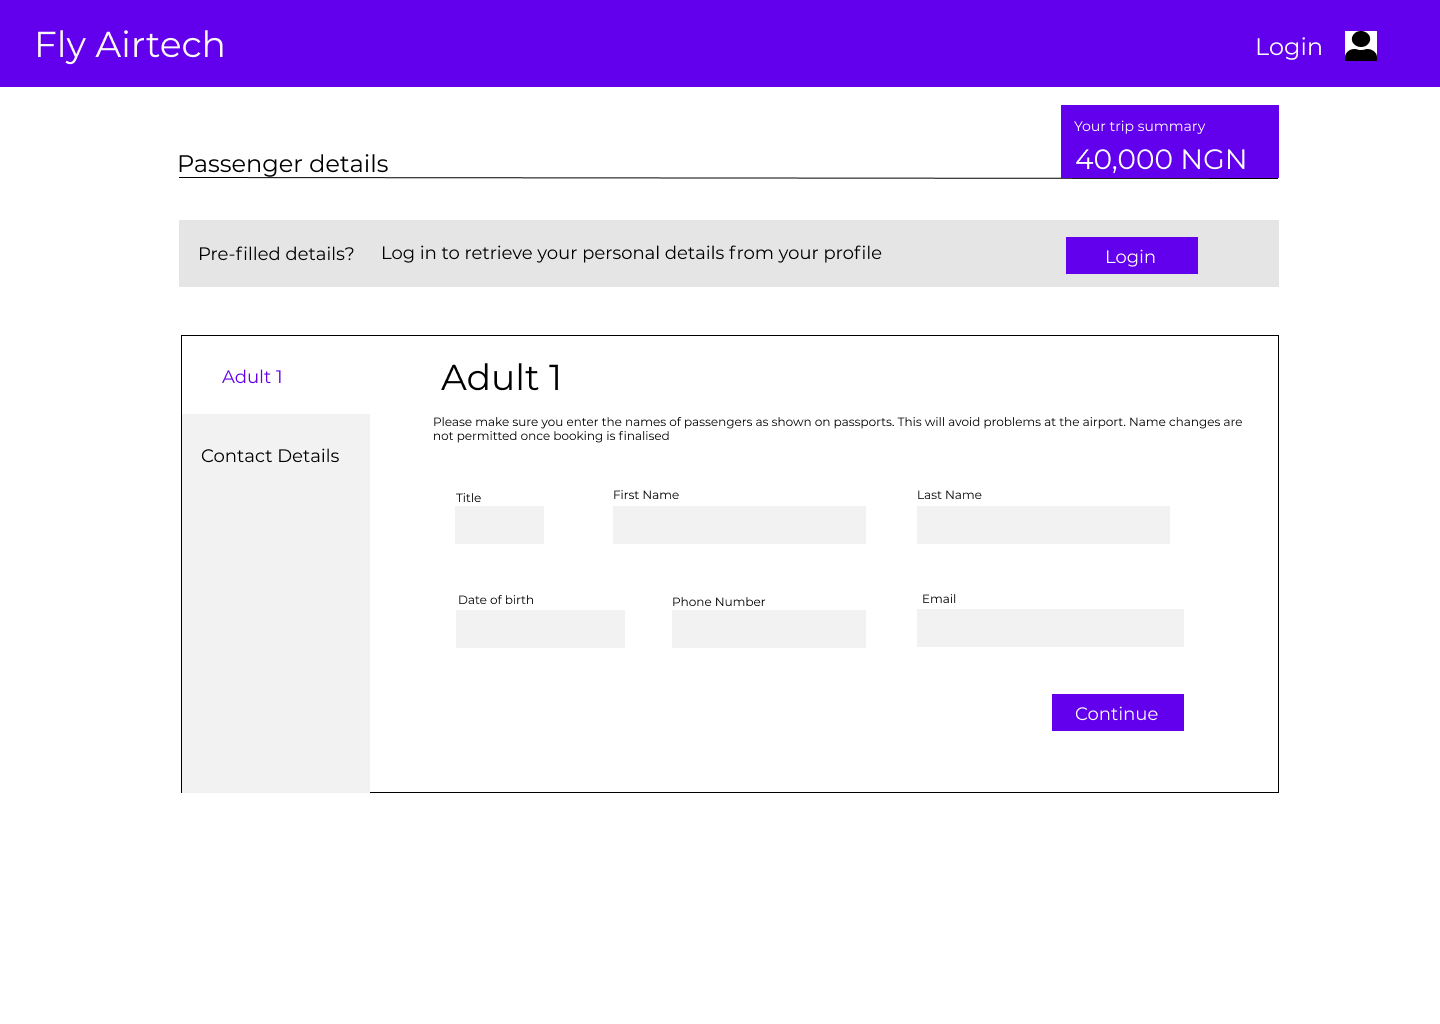 Fly Airtech
Login
Your trip summary
40,000 NGN
Passenger details
Pre-filled details?
Log in to retrieve your personal details from your profile
Login
Adult 1
Contact Details
Adult 1
Please make sure you enter the names of passengers as shown on passports. This will avoid problems at the airport. Name changes are
not permitted once booking is finalised
Title
First Name
Last Name
Date of birth
Phone Number
Email
Continue